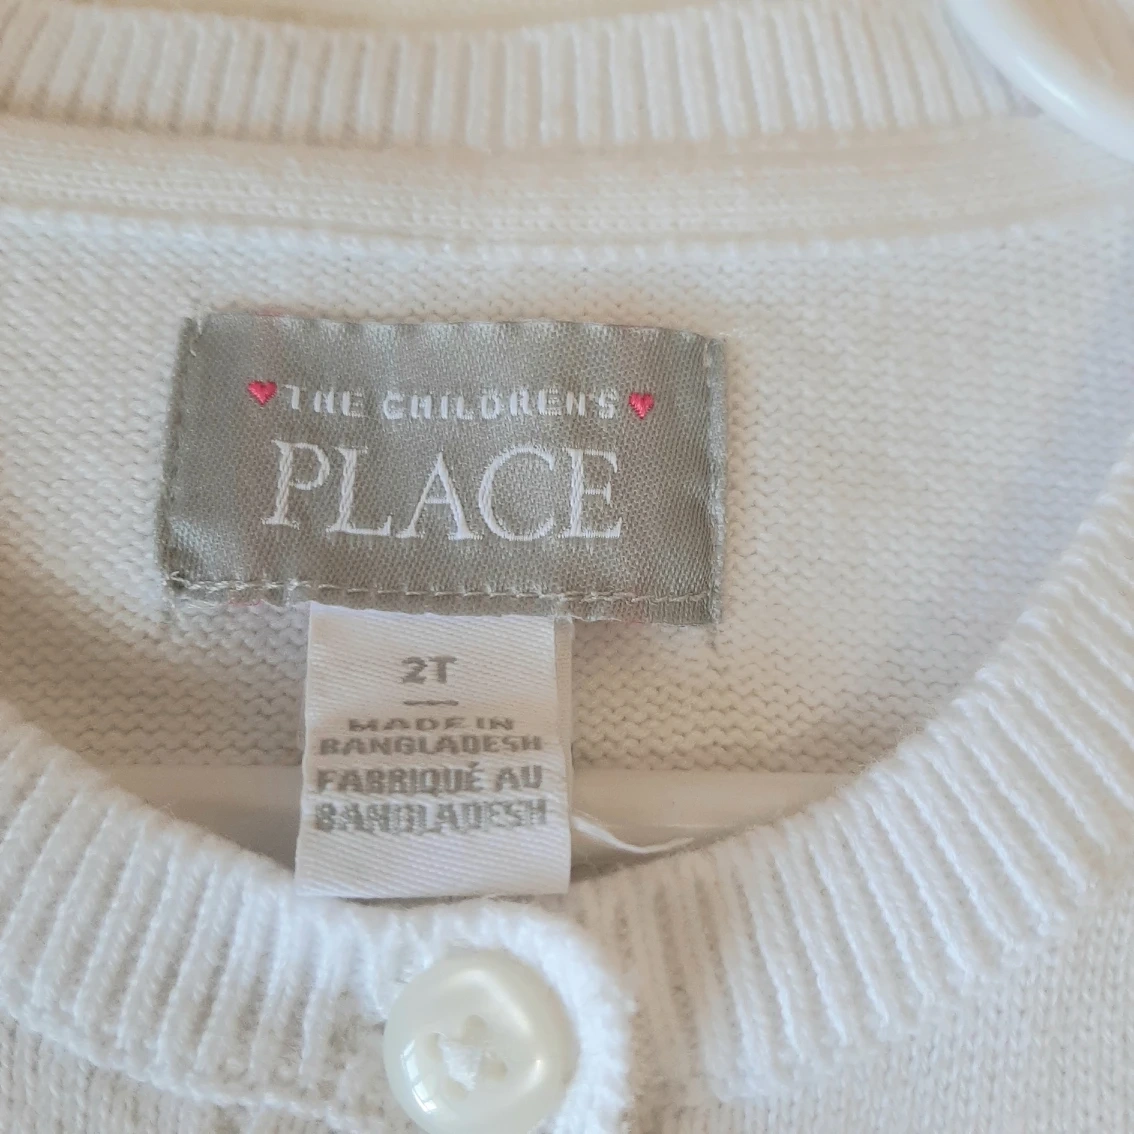 THE CHILDREN'S
PLACE
2T
MADE IN
BANGLADESH
FABRIQUÉ AU
BANGLADESH